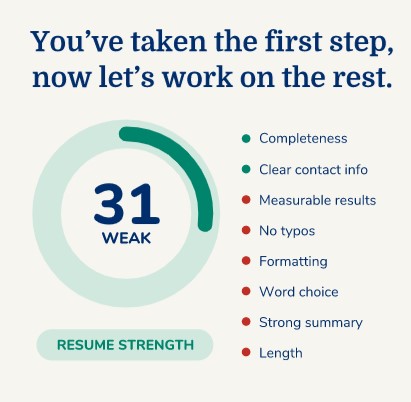 You’ve taken the first step,
now let’s work on the rest.
31
WEAK
RESUME STRENGTH
Completeness
Clear contact info
Measurable results
No typos
Formatting
Word choice
Strong summary
Length